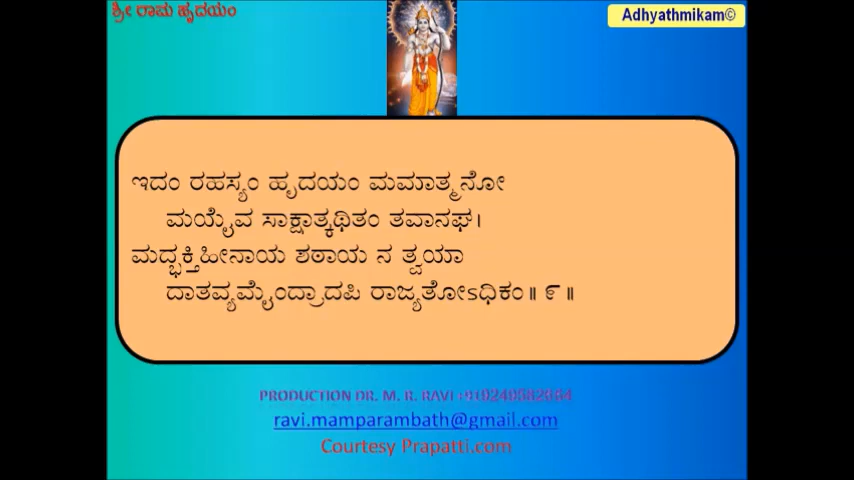 ಶ್ರೀ ರಾಮ ಹೃದಯಂ
Adhyathmikam©
ಇದಂ ರಹಸ್ಯಂ ಹೃದಯಂ ಮಮಾತ್ಮನೋ
ಮಯೈವ ಸಾಕ್ಷಾತ್ಕಥಿತಂ ತವಾನಘ।
ಮದ್ಭಕ್ತಿಹೀನಾಯ ಶಠಾಯ ನ ತ್ವಯಾ
ದಾತವ್ಯಮೈಂದ್ರಾದಪಿ ರಾಜ್ಯತೋಽಧಿಕಂ॥ ೯॥
PRODUCTION DR. M. R. RAVI
ravi.mamparambath@gmail.com
Courtesy Prapatti.com